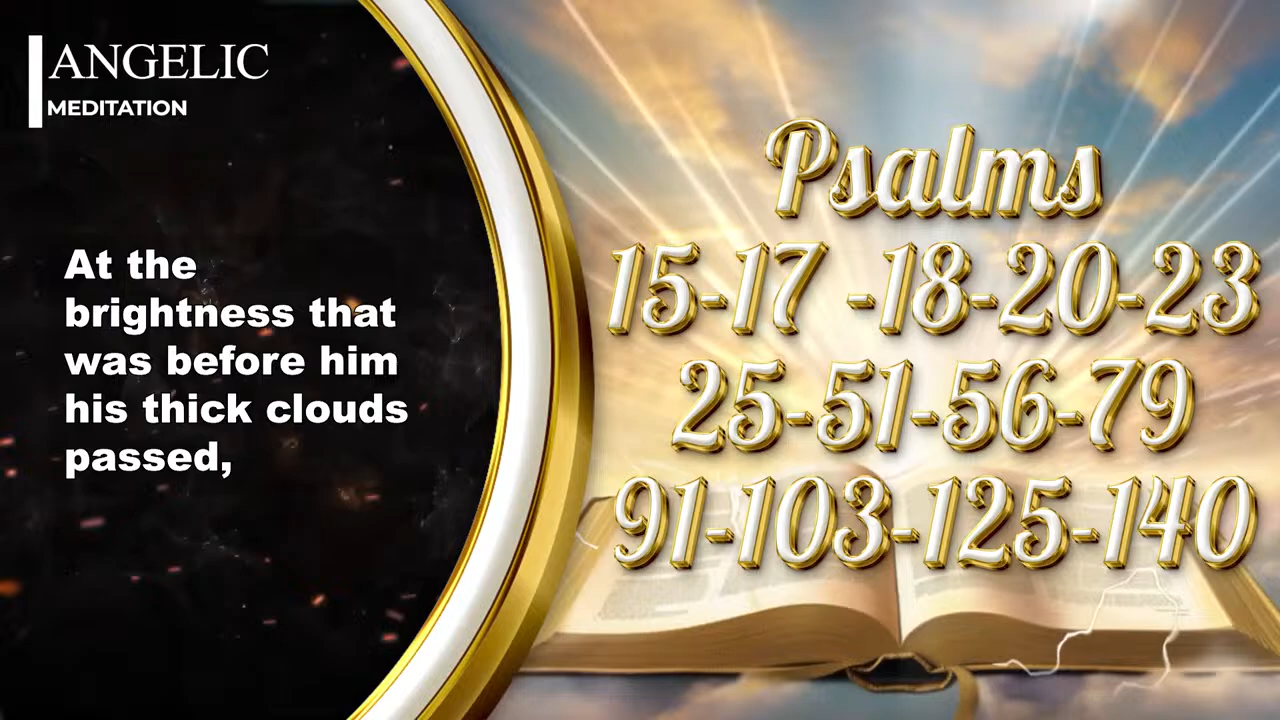 ANGELIC
MEDITATION
At the
brightness that
was before him
his thick clouds
passed,
Psalms
15-17 -18-20-23
25-51-56-79
91-103-125-140